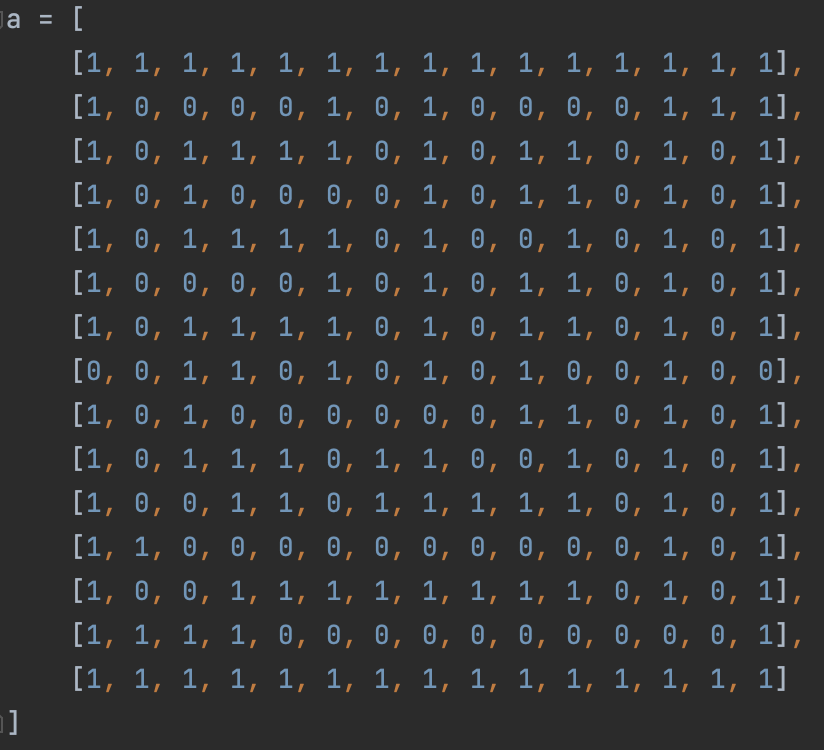 a = [
[1, 1, 1, 1, 1, 1, 1, 1, 1, 1, 1, 1, 1, 1, 1],
[1, 0, 0, 0, 0, 1, 0, 1, 0, 0, 0, 0, 1, 1, 1],
[1, 0, 1, 1, 1, 1, 0, 1, 0, 1, 1, 0, 1, 0, 1],
[1, 0, 1, 0, 0, 0, 0, 1, 0, 1, 1, 0, 1, 0, 1],
[1, 0, 1, 1, 1, 1, 0, 1, 0, 0, 1, 0, 1, 0, 1],
[1, 0, 0, 0, 0, 1, 0, 1, 0, 1, 1, 0, 1, 0, 1],
[1, 0, 1, 1, 1, 1, 0, 1, 0, 1, 1, 0, 1, 0, 1],
[0, 0, 1, 1, 0, 1, 0, 1, 0, 1, 0, 0, 1, 0, 0],
[1, 0, 1, 0, 0, 0, 0, 0, 0, 1, 1, 0, 1, 0, 1],
[1, 0, 1, 1, 1, 0, 1, 1, 0, 0, 1, 0, 1, 0, 1],
[1, 0, 0, 1, 1, 0, 1, 1, 1, 1, 1, 0, 1, 0, 1],
[1, 1, 0, 0, 0, 0, 0, 0, 0, 0, 0, 0, 1, 0, 1],
[1, 0, 0, 1, 1, 1, 1, 1, 1, 1, 1, 0, 1, 0, 1],
[1, 1, 1, 1, 0, 0, 0, 0, 0, 0, 0, 0, 0, 0, 1],
[1, 1, 1, 1, 1, 1, 1, 1, 1, 1, 1, 1, 1, 1, 1]
]